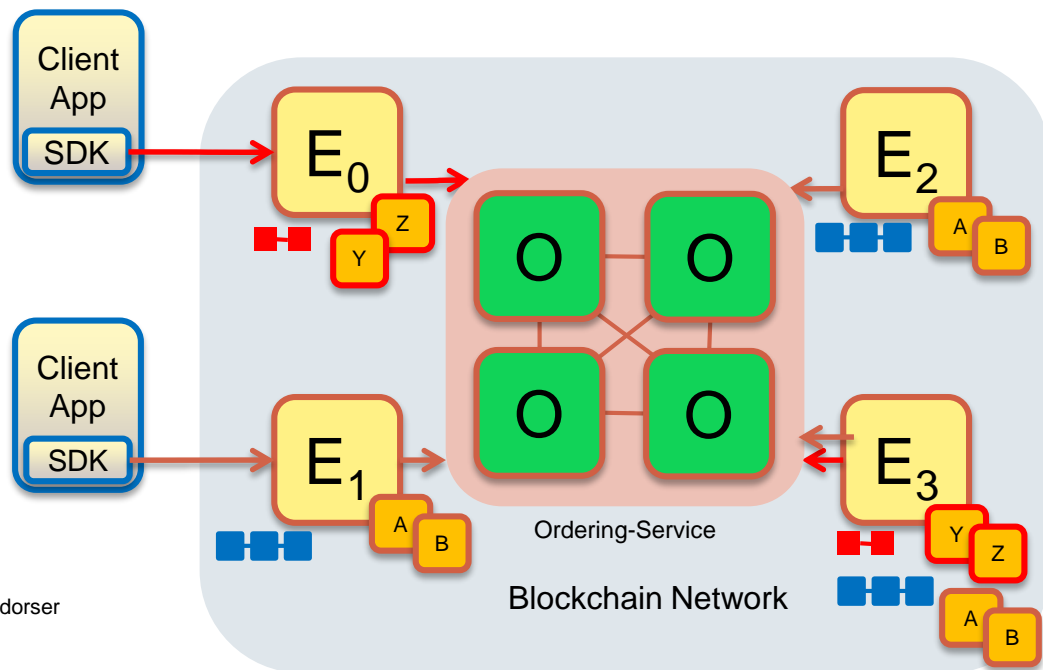 Client
App
SDK
E0
Z
Y
O
O
O
O
E2
A
B
Client
App
SDK
E1
A
B
Ordering-Service
E3
Y
Z
A
B
Blockchain Network
dorser